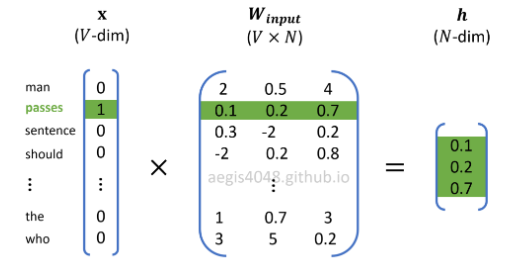 x W_input h
(V-dim) (V × N) (N-dim)
man 0 2 0.5 4
passes 1 0.1 0.2 0.7
sentence 0 0.3 -2 0.2 0.1
should 0 -2 0.2 0.8 0.2
⋮ ⋮ × aegis4048.github.io ⋮ = 0.7
the 0 1 0.7 3
who 0 3 5 0.2